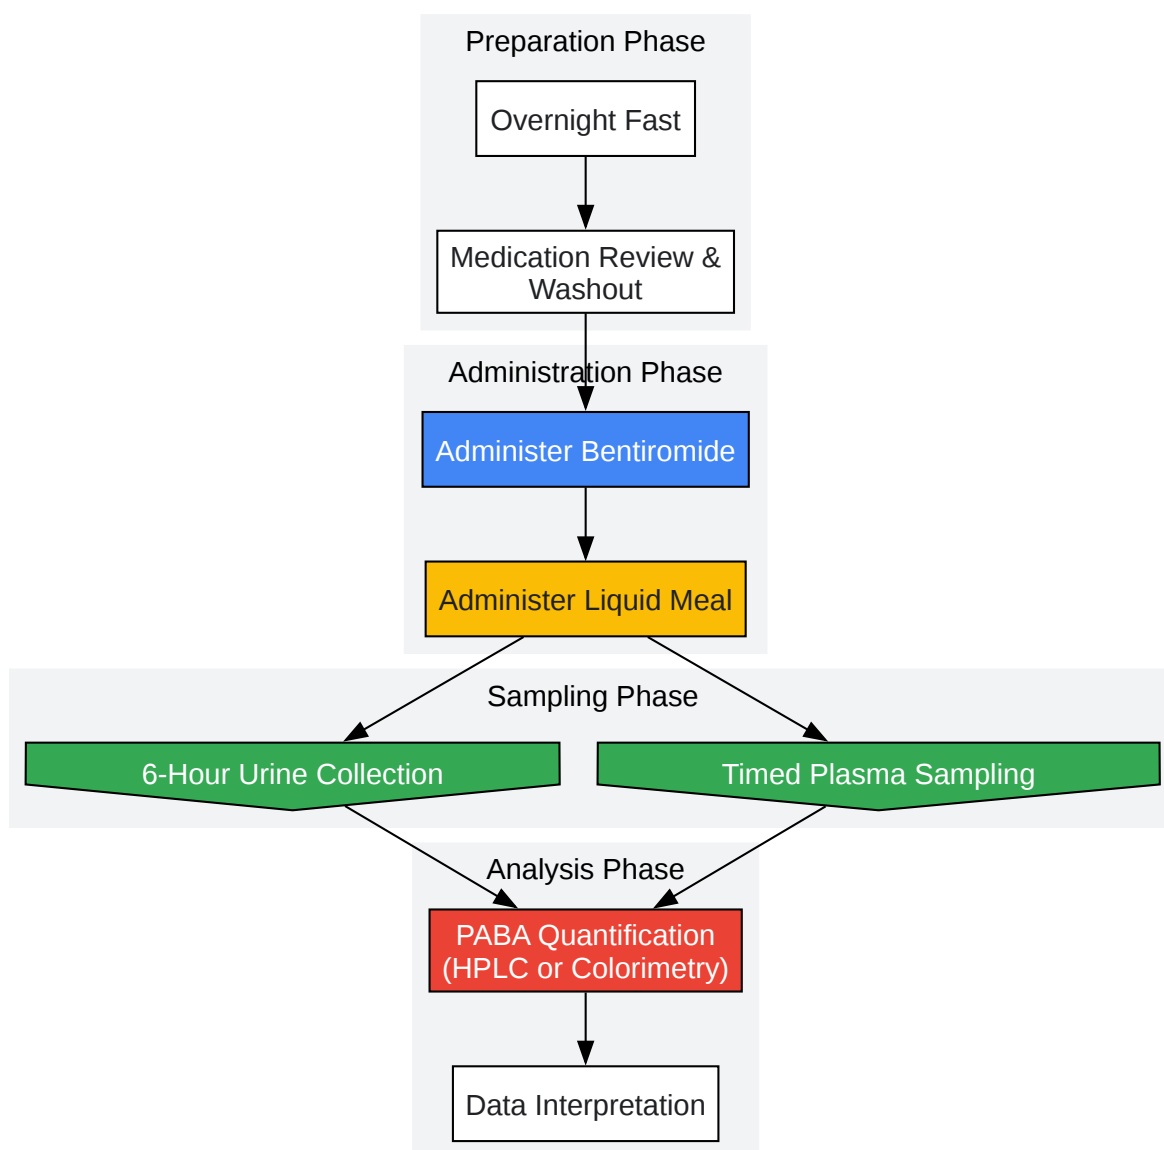 Preparation Phase
Overnight Fast
Medication Review &
Washout
Administration Phase
Administer Bentiromide
Administer Liquid Meal
Sampling Phase
6-Hour Urine Collection
Timed Plasma Sampling
Analysis Phase
PABA Quantification
(HPLC or Colorimetry)
Data Interpretation